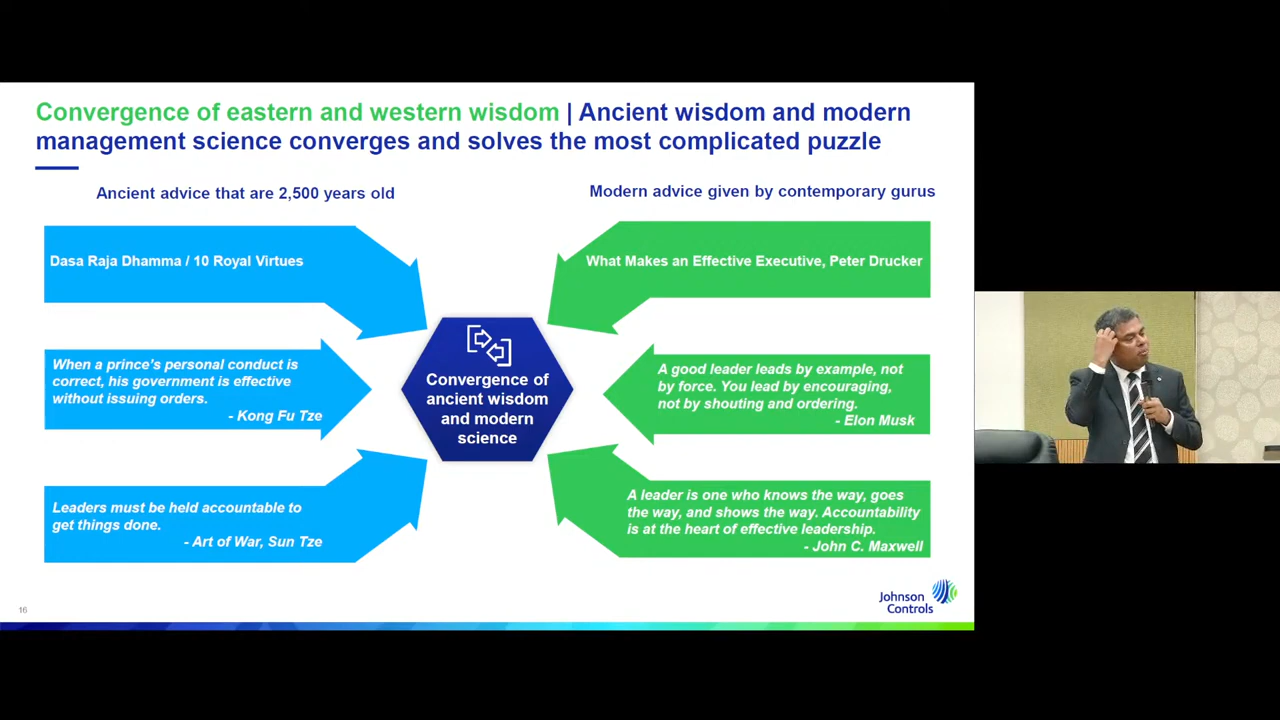 Convergence of eastern and western wisdom | Ancient wisdom and modern
management science converges and solves the most complicated puzzle
Ancient advice that are 2,500 years old
Modern advice given by contemporary gurus
Dasa Raja Dhamma / 10 Royal Virtues
What Makes an Effective Executive, Peter Drucker
When a prince's personal conduct is
correct, his government is effective
without issuing orders.
- Kong Fu Tze
Convergence of
ancient wisdom
and modern
science
A good leader leads by example, not
by force. You lead by encouraging,
not by shouting and ordering.
- Elon Musk
Leaders must be held accountable to
get things done.
- Art of War, Sun Tze
A leader is one who knows the way, goes
the way, and shows the way. Accountability
is at the heart of effective leadership.
- John C. Maxwell
16
Johnson
Controls